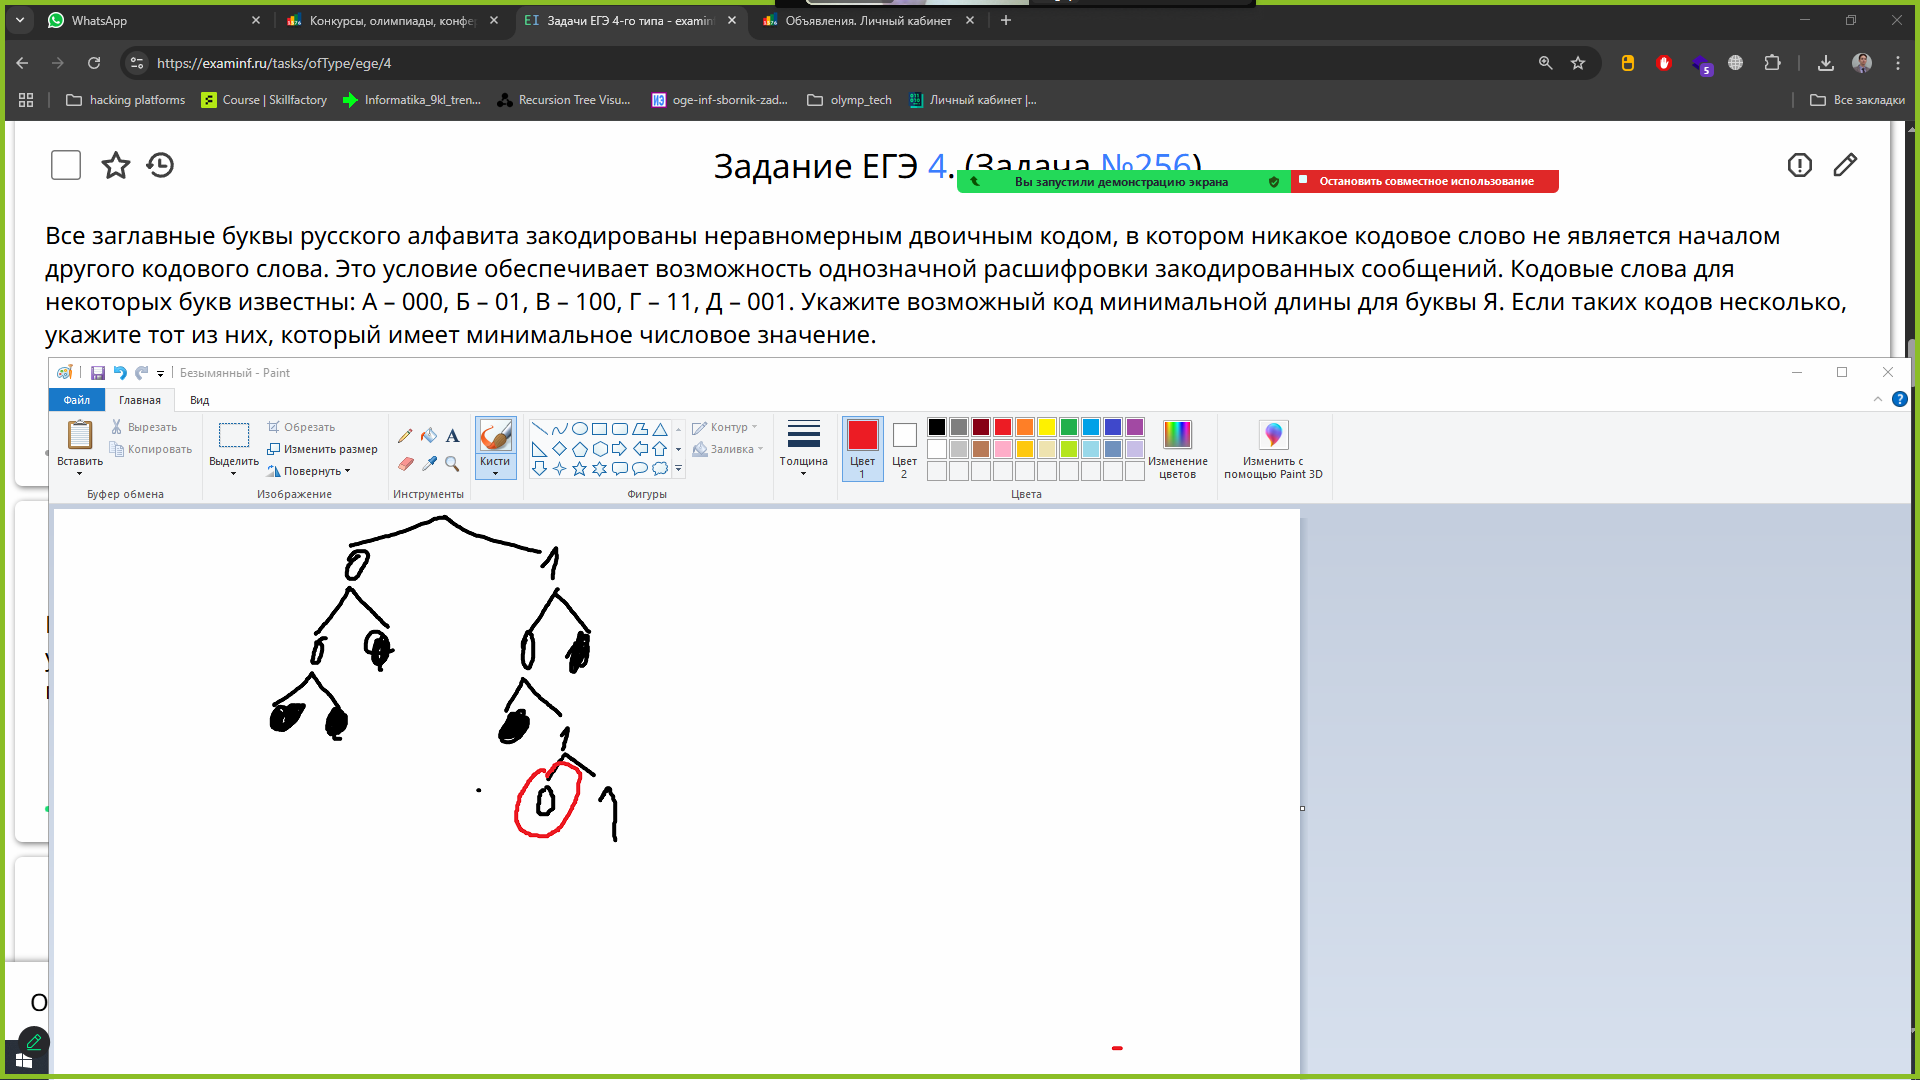 WhatsApp
Конкурсы, олимпиады, конфе
EI Задачи ЕГЭ 4-го типа - examin
Объявления. Личный кабинет
https://examinf.ru/tasks/ofType/ege/4
5
hacking platforms
Course | Skillfactory
Informatika_9kl_tren...
Recursion Tree Visu...
ИЭ oge-inf-sbornik-zad...
olymp_tech
Личный кабинет |...
Все закладки
Задание ЕГЭ 4. (Задача №256)
Вы запустили демонстрацию экрана
Остановить совместное использование
Все заглавные буквы русского алфавита закодированы неравномерным двоичным кодом, в котором никакое кодовое слово не является началом
другого кодового слова. Это условие обеспечивает возможность однозначной расшифровки закодированных сообщений. Кодовые слова для
некоторых букв известны: А – 000, Б – 01, В – 100, Г – 11, Д – 001. Укажите возможный код минимальной длины для буквы Я. Если таких кодов несколько,
укажите тот из них, который имеет минимальное числовое значение.
Безымянный - Paint
Файл
Главная
Вид
Вставить
Вырезать
Копировать
Буфер обмена
Выделить
Обрезать
Изменить размер
Повернуть
Изображение
A
Инструменты
Кисти
Контур
Заливка
Фигуры
Толщина
Цвет 1
Цвет 2
Изменение цветов
Цвета
Изменить с помощью Paint 3D
0 1
0 0
1
0 1
О